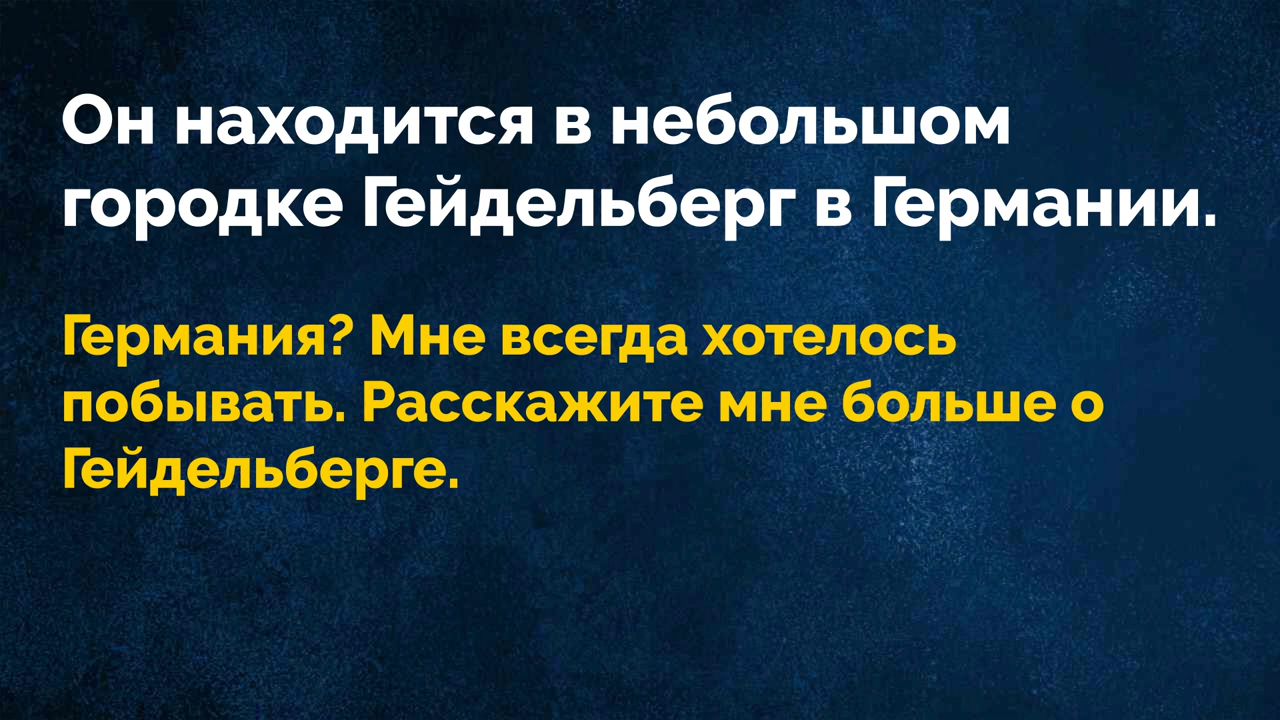 Он находится в небольшом
городке Гейдельберг в Германии.
Германия? Мне всегда хотелось
побывать. Расскажите мне больше о
Гейдельберге.